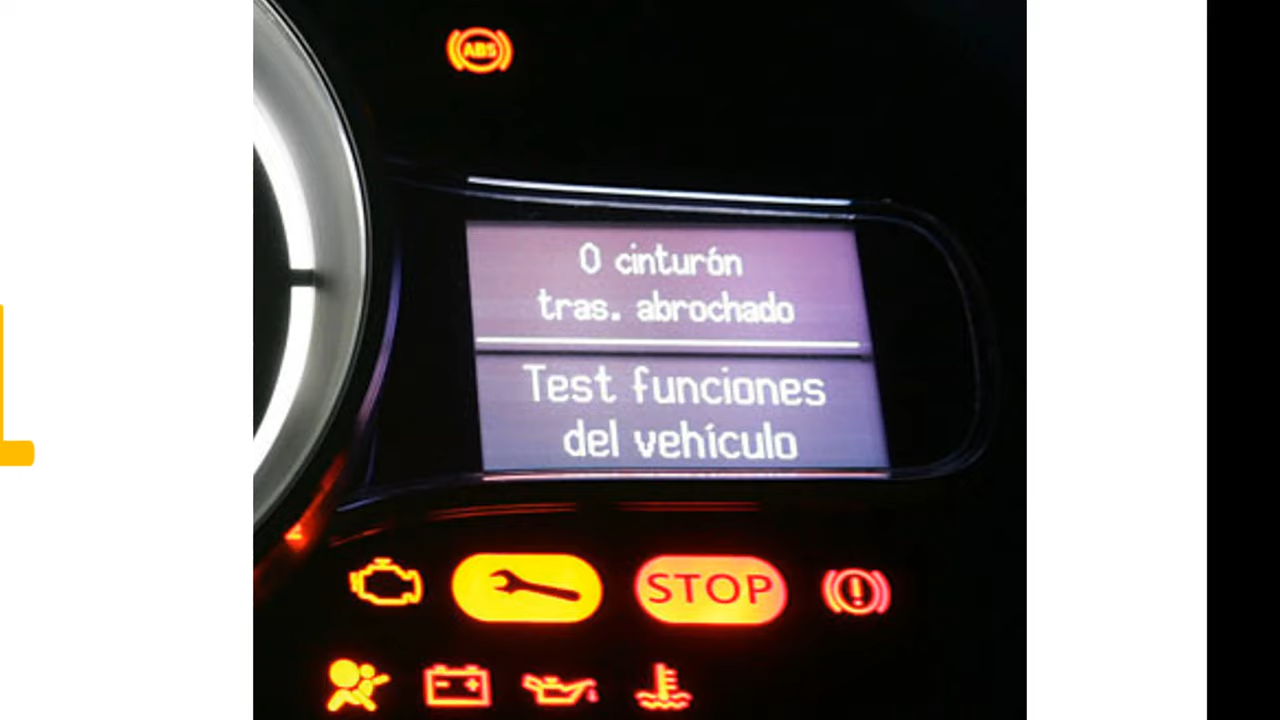 ABS
0 cinturón
tras. abrochado
Test funciones
del vehículo
STOP